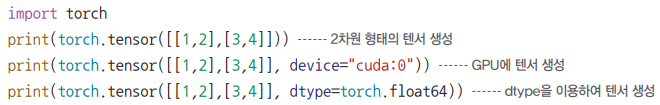 import torch
print(torch.tensor([[1,2],[3,4]])) ------ 2차원 형태의 텐서 생성
print(torch.tensor([[1,2],[3,4]], device="cuda:0")) ------ GPU에 텐서 생성
print(torch.tensor([[1,2],[3,4]], dtype=torch.float64)) ------ dtype을 이용하여 텐서 생성